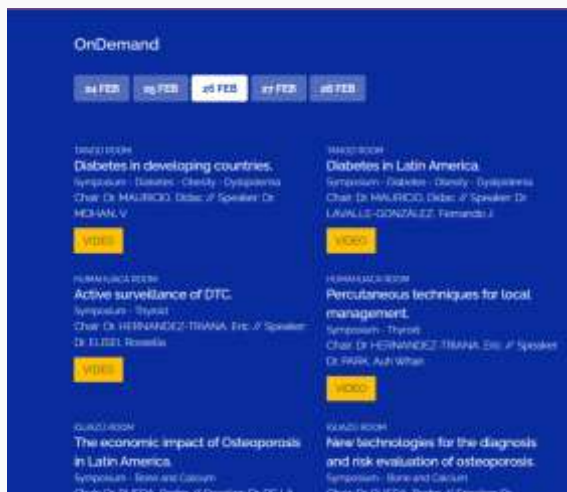 OnDemand
24 FEB 25 FEB 26 FEB 27 FEB 28 FEB
TANGO ROOM
Diabetes in developing countries.
Symposium - Diabetes - Obesity - Dyslipidemia
Chair: Dr. MAURICIO, Didac // Speaker: Dr.
MOHAN, V
VIDEO
TANGO ROOM
Diabetes in Latin America.
Symposium - Diabetes - Obesity - Dyslipidemia
Chair: Dr. MAURICIO, Didac // Speaker: Dr.
LAVALLE-GONZÁLEZ, Fernando J.
VIDEO
HUMAHUACA ROOM
Active surveillance of DTC.
Symposium - Thyroid
Chair: Dr. HERNANDEZ-TRIANA, Eric // Speaker:
Dr. ELISEI, Rossella
VIDEO
HUMAHUACA ROOM
Percutaneous techniques for local
management.
Symposium - Thyroid
Chair: Dr. HERNANDEZ-TRIANA, Eric // Speaker:
Dr. PARK, Auh Whan
VIDEO
IGUAZÚ ROOM
The economic impact of Osteoporosis
in Latin America.
Symposium - Bone and Calcium
IGUAZÚ ROOM
New technologies for the diagnosis
and risk evaluation of osteoporosis.
Symposium - Bone and Calcium